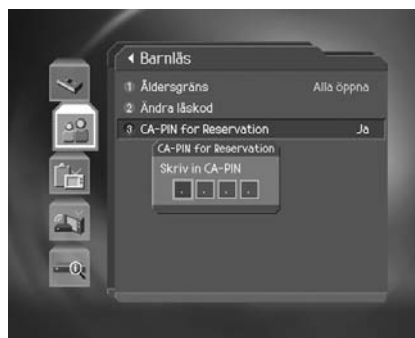 Barnlås
1 Åldersgräns Alla öppna
2 Ändra låskod
3 CA-PIN for Reservation Ja
CA-PIN for Reservation
Skriv in CA-PIN
. . . .